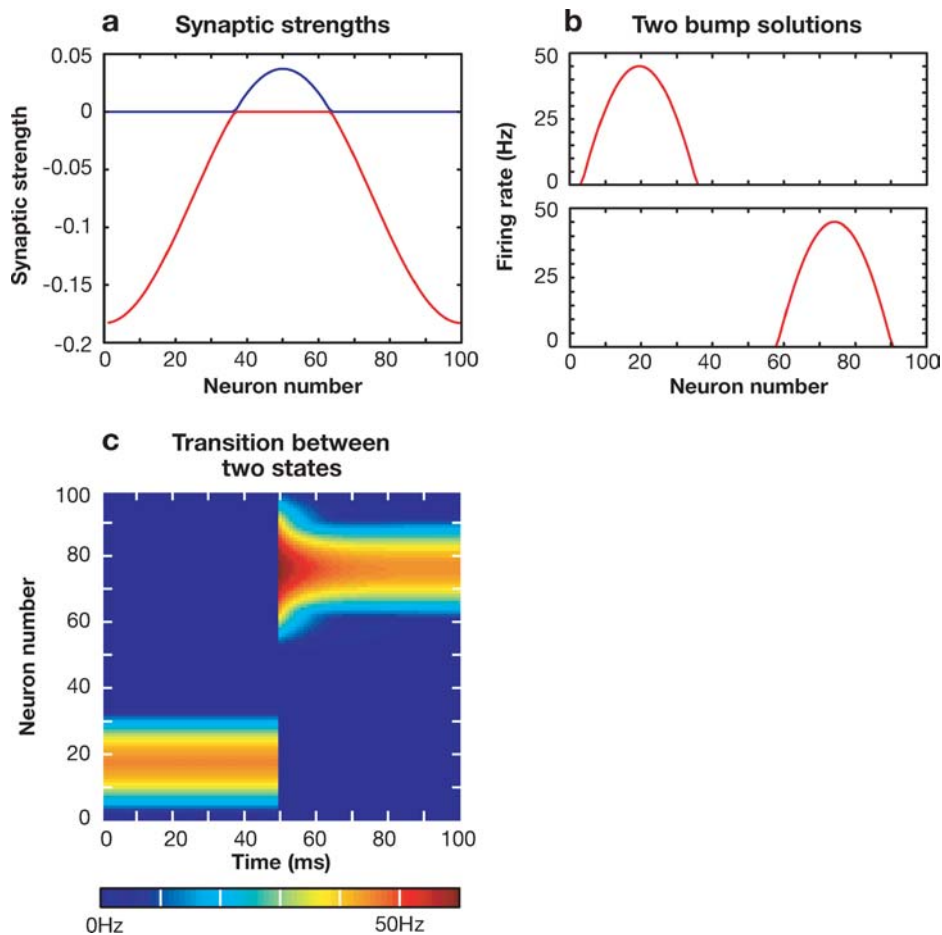 a Synaptic strengths
0.05
0
-0.05
-0.1
-0.15
-0.2
Synaptic strength
0 20 40 60 80 100
Neuron number
b Two bump solutions
50
25
0
50
25
0
Firing rate (Hz)
0 20 40 60 80 100
Neuron number
c Transition between
two states
100
80
60
40
20
0
Neuron number
0 20 40 60 80 100
Time (ms)
0Hz 50Hz